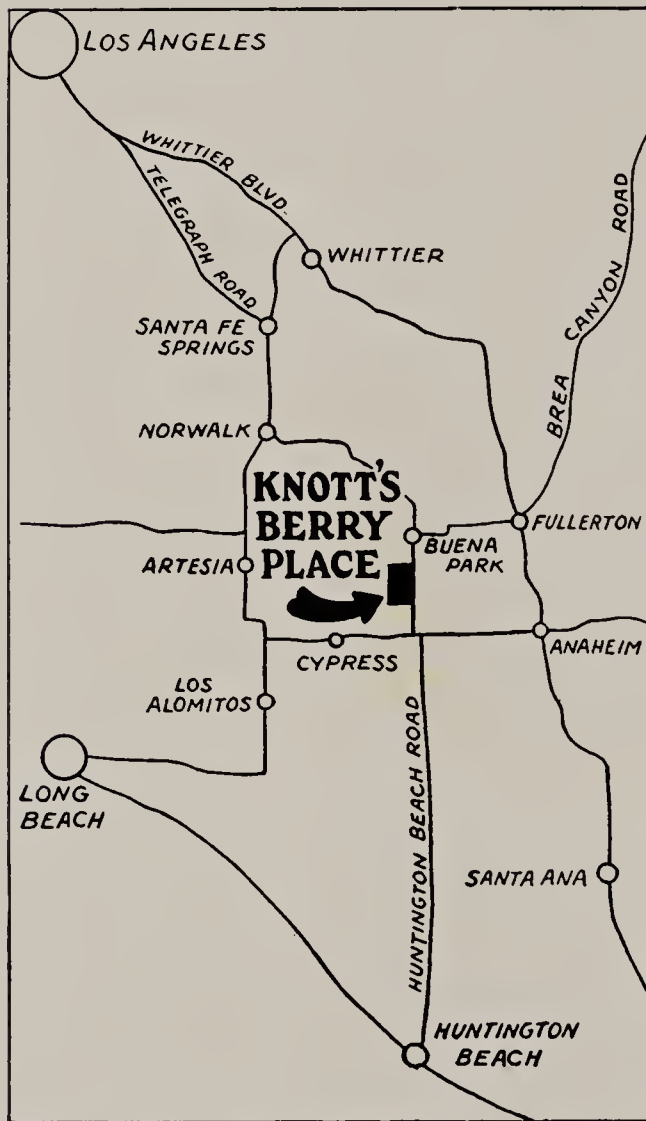 LOS ANGELES
WHITTIER BLVD.
TELEGRAPH ROAD
WHITTIER
BREA CANYON ROAD
SANTA FE
SPRINGS
NORWALK
KNOTT'S
BERRY
PLACE
FULLERTON
BUENA
PARK
ARTESIA
ANAHEIM
CYPRESS
LOS
ALOMITOS
HUNTINGTON BEACH ROAD
LONG
BEACH
SANTA ANA
HUNTINGTON
BEACH